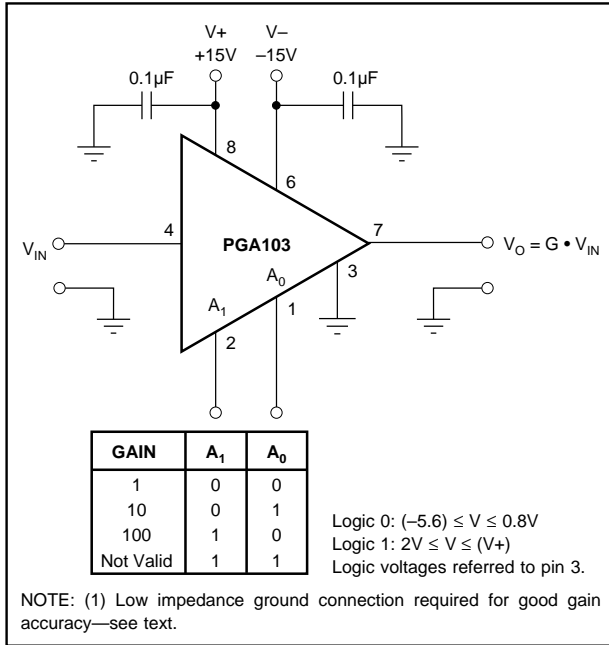 V+ V–
+15V –15V
0.1µF 0.1µF
8
6
4 7
V_IN PGA103 V_O = G • V_IN
3
A_0
A_1 1
2
GAIN A_1 A_0
1 0 0
10 0 1
100 1 0
Not Valid 1 1
Logic 0: (–5.6) ≤ V ≤ 0.8V
Logic 1: 2V ≤ V ≤ (V+)
Logic voltages referred to pin 3.
NOTE: (1) Low impedance ground connection required for good gain
accuracy—see text.